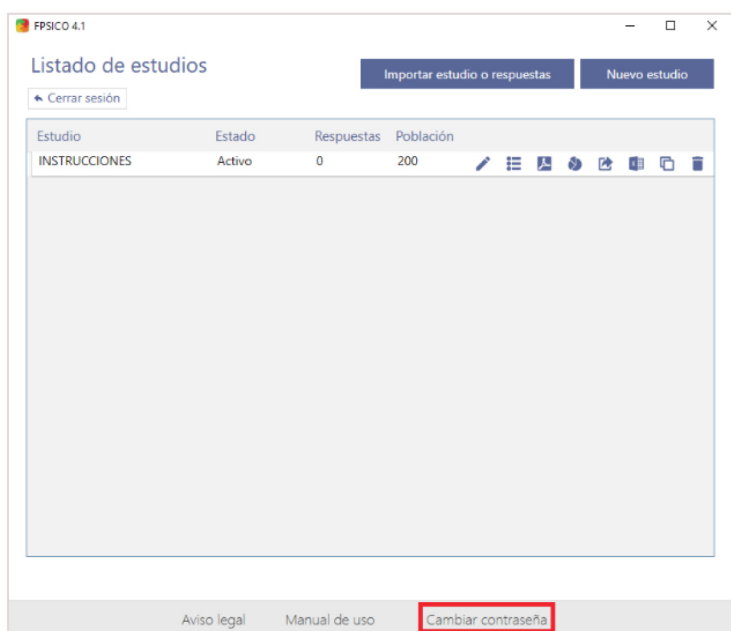 FPSICO 4.1
Listado de estudios
Importar estudio o respuestas
Nuevo estudio
Cerrar sesión
Estudio Estado Respuestas Población
INSTRUCCIONES Activo 0 200
Aviso legal Manual de uso Cambiar contraseña